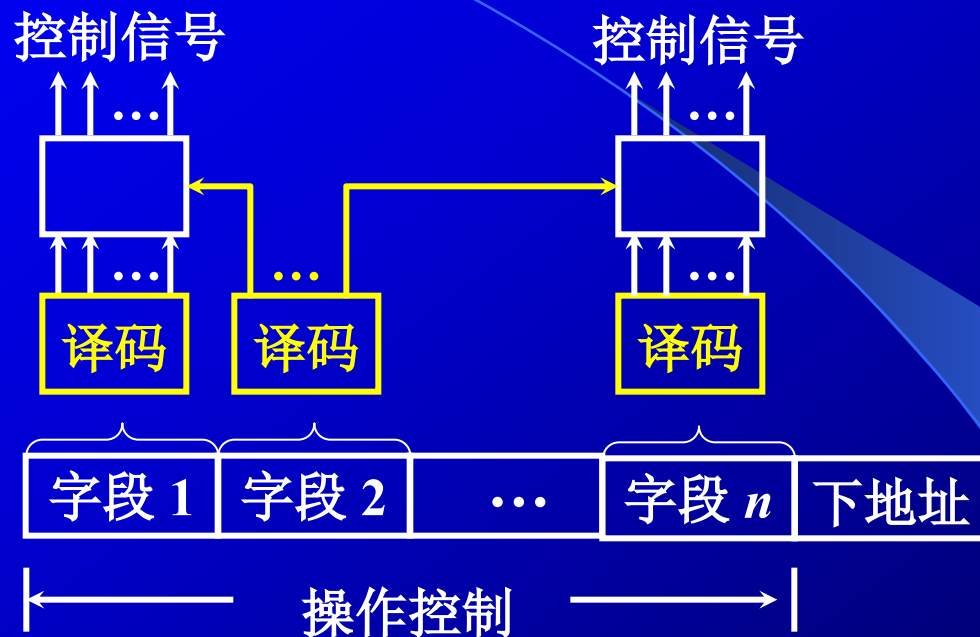 控制信号 控制信号
… …
… … …
译码 译码 译码
字段 1 字段 2 … 字段 n 下地址
操作控制